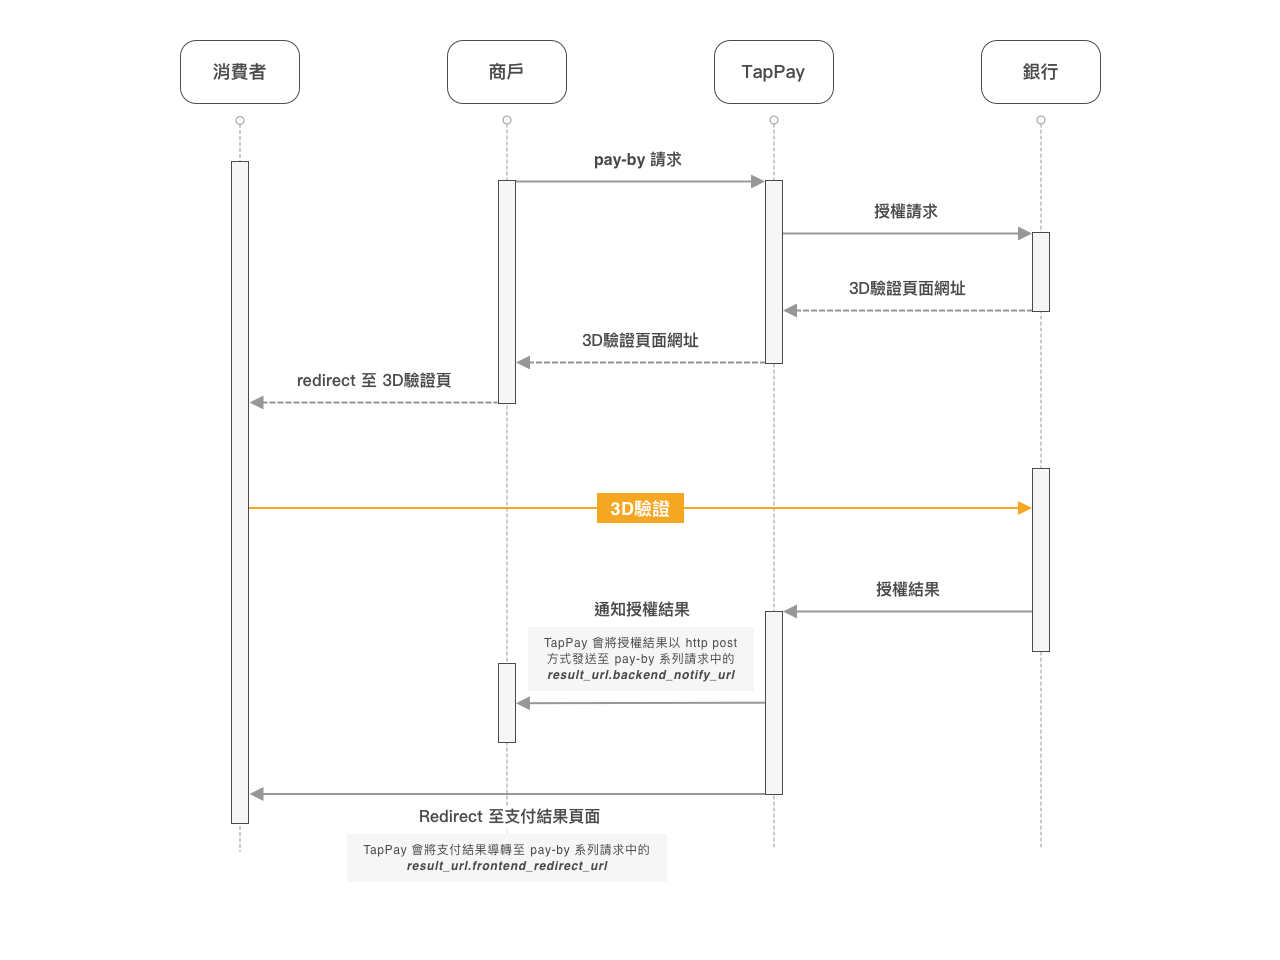 消費者
商戶
TapPay
銀行
pay-by 請求
授權請求
3D驗證頁面網址
3D驗證頁面網址
redirect 至 3D驗證頁
3D驗證
授權結果
通知授權結果
TapPay 會將授權結果以 http post
方式發送至 pay-by 系列請求中的
result_url.backend_notify_url
Redirect 至支付結果頁面
TapPay 會將支付結果導轉至 pay-by 系列請求中的
result_url.frontend_redirect_url